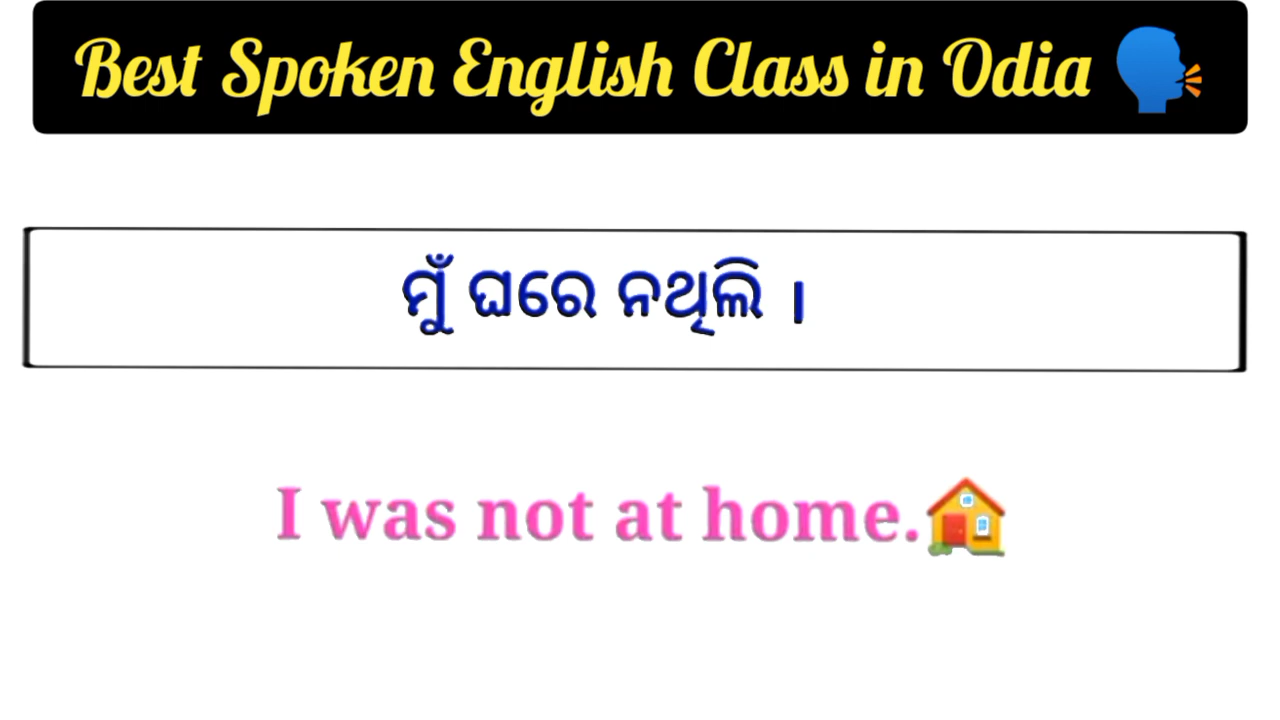 Best Spoken English Class in Odia 🗣
ମୁଁ ଘରେ ନଥିଲି ।
I was not at home.🏠